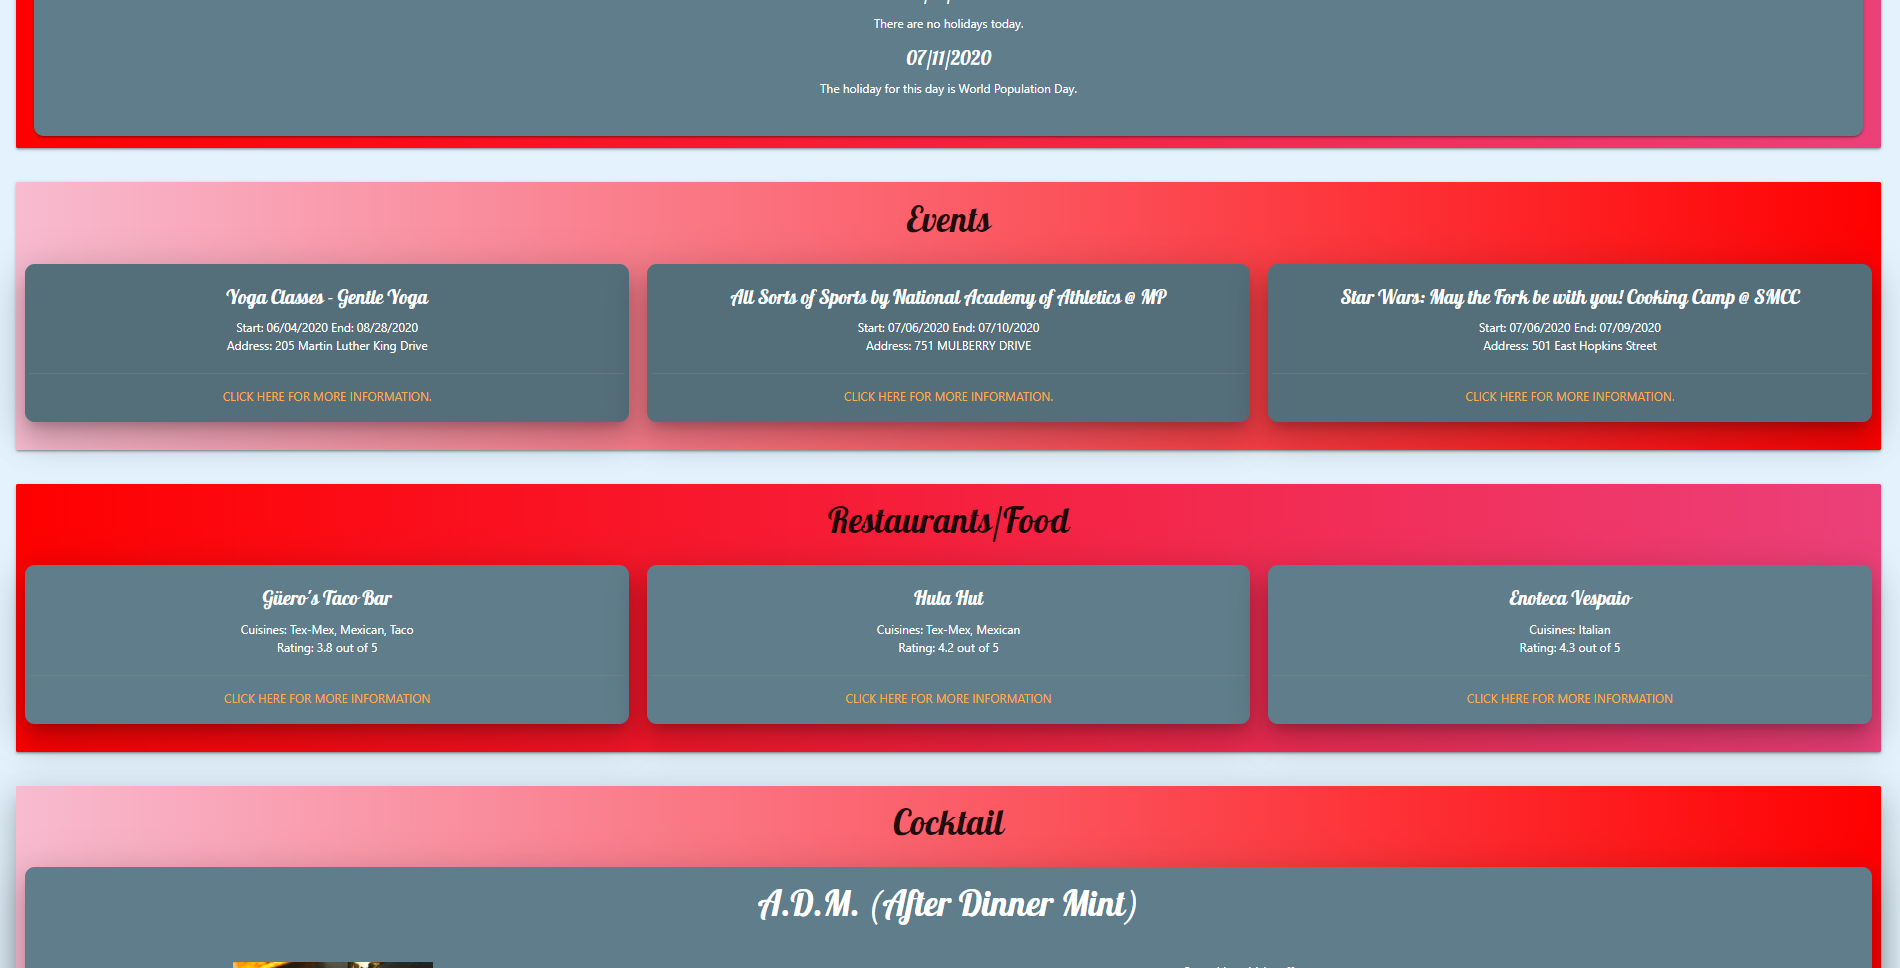 There are no holidays today.
07/11/2020
The holiday for this day is World Population Day.
Events
Yoga Classes - Gentle Yoga
Start: 06/04/2020 End: 08/28/2020
Address: 205 Martin Luther King Drive
CLICK HERE FOR MORE INFORMATION.
All Sorts of Sports by National Academy of Athletics @ MP
Start: 07/06/2020 End: 07/10/2020
Address: 751 MULBERRY DRIVE
CLICK HERE FOR MORE INFORMATION.
Star Wars: May the Fork be with you! Cooking Camp @ SMCC
Start: 07/06/2020 End: 07/09/2020
Address: 501 East Hopkins Street
CLICK HERE FOR MORE INFORMATION.
Restaurants/Food
Güero's Taco Bar
Cuisines: Tex-Mex, Mexican, Taco
Rating: 3.8 out of 5
CLICK HERE FOR MORE INFORMATION
Hula Hut
Cuisines: Tex-Mex, Mexican
Rating: 4.2 out of 5
CLICK HERE FOR MORE INFORMATION
Enoteca Vespaio
Cuisines: Italian
Rating: 4.3 out of 5
CLICK HERE FOR MORE INFORMATION
Cocktail
A.D.M. (After Dinner Mint)